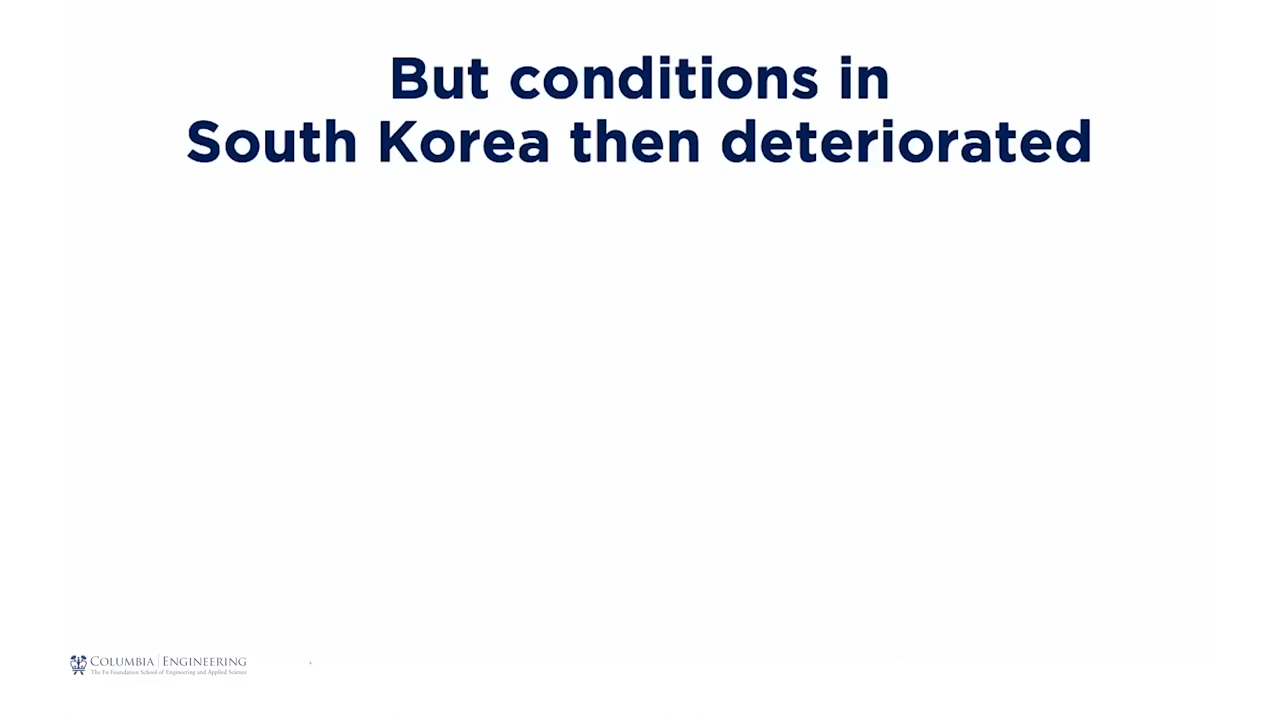 But conditions in
South Korea then deteriorated
COLUMBIA | ENGINEERING
The Fu Foundation School of Engineering and Applied Science